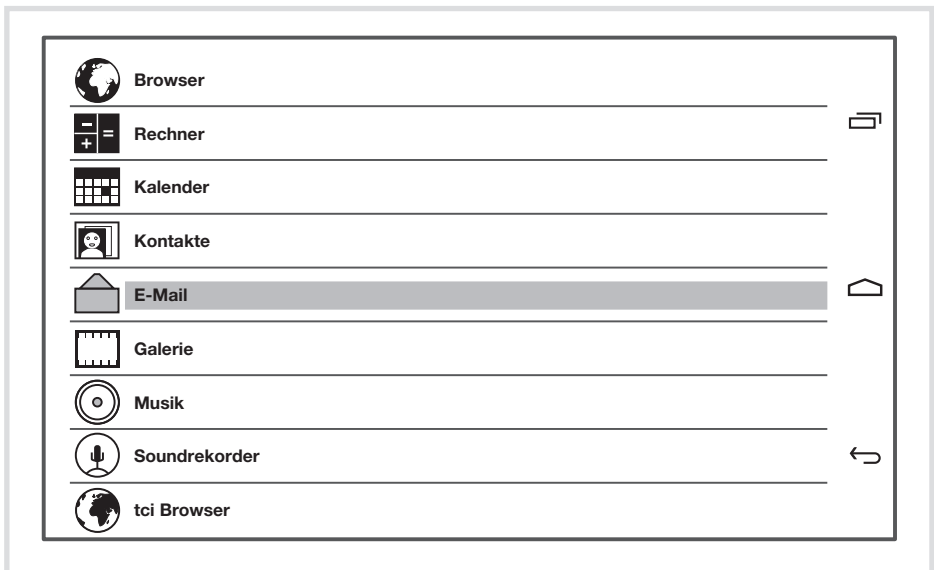 Browser
Rechner
Kalender
Kontakte
E-Mail
Galerie
Musik
Soundrekorder
tci Browser